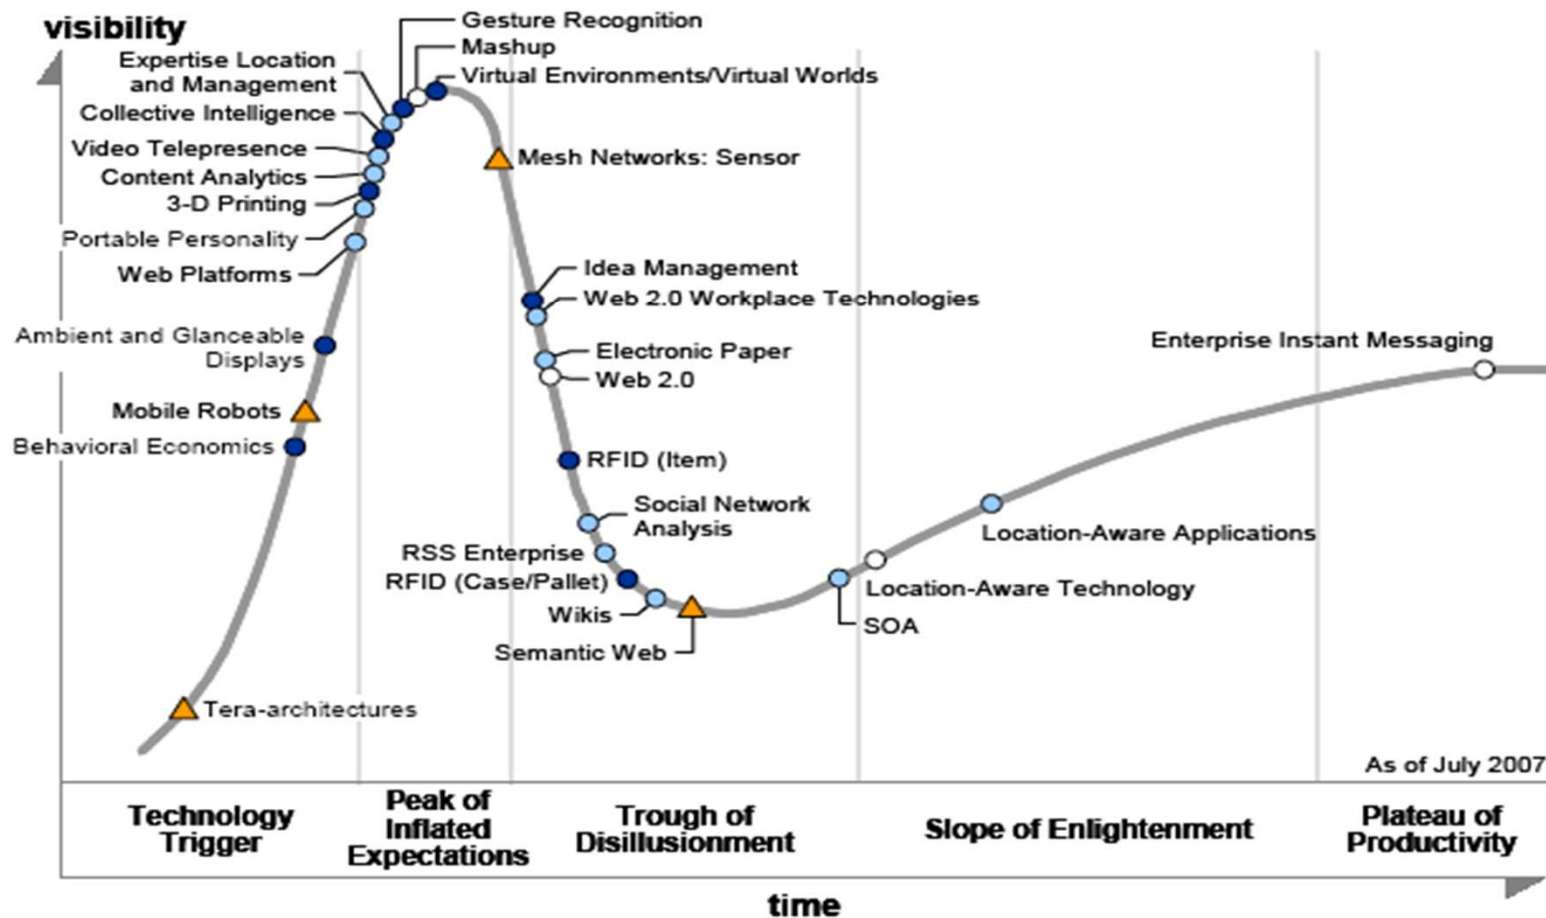 visibility
Gesture Recognition
Mashup
Virtual Environments/Virtual Worlds
Expertise Location
and Management
Collective Intelligence
Video Telepresence
Content Analytics
3-D Printing
Portable Personality
Web Platforms
Ambient and Glanceable
Displays
Mobile Robots
Behavioral Economics
Tera-architectures
Mesh Networks: Sensor
Idea Management
Web 2.0 Workplace Technologies
Electronic Paper
Web 2.0
RFID (Item)
Social Network
Analysis
RSS Enterprise
RFID (Case/Pallet)
Wikis
Semantic Web
Enterprise Instant Messaging
Location-Aware Applications
Location-Aware Technology
SOA
As of July 2007
Technology
Trigger
Peak of
Inflated
Expectations
Trough of
Disillusionment
Slope of Enlightenment
Plateau of
Productivity
time